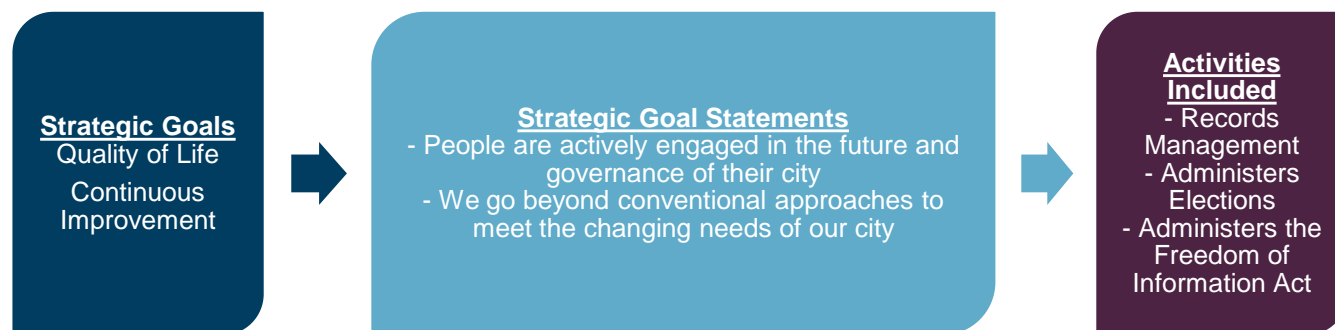 Strategic Goals
Quality of Life
Continuous
Improvement
Strategic Goal Statements
- People are actively engaged in the future and
governance of their city
- We go beyond conventional approaches to
meet the changing needs of our city
Activities
Included
- Records
Management
- Administers
Elections
- Administers the
Freedom of
Information Act